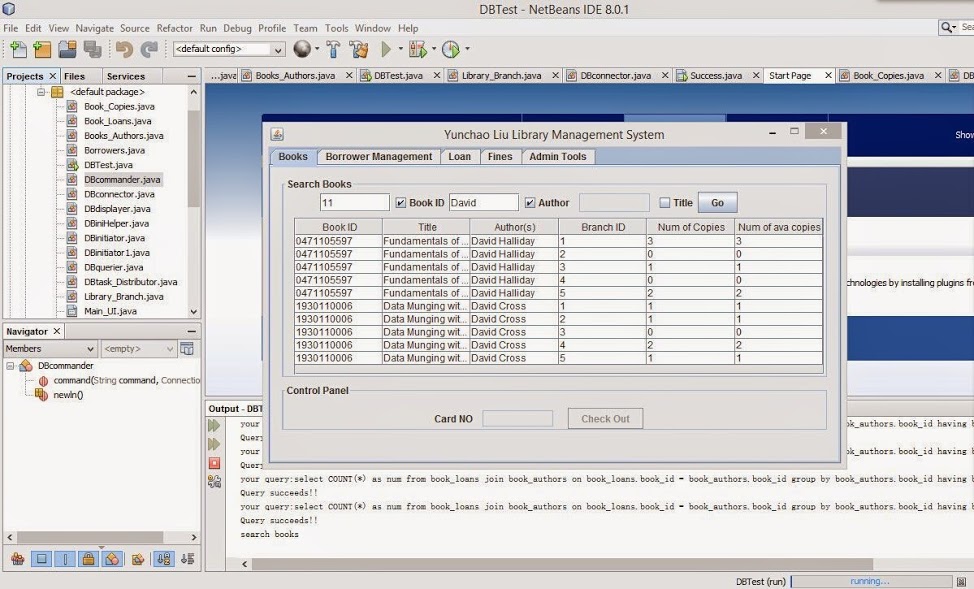 DBTest - NetBeans IDE 8.0.1
File Edit View Navigate Source Refactor Run Debug Profile Team Tools Window Help
<default config>
Projects Files Services
...java Books_Authors.java DBTest.java Library_Branch.java DBconnector.java Success.java Start Page Book_Copies.java
<default package>
Book_Copies.java
Book_Loans.java
Books_Authors.java
Borrowers.java
DBTest.java
DBcommander.java
DBconnector.java
DBdisplayer.java
DBiniHelper.java
DBinitiator.java
DBinitiator1.java
DBquerier.java
DBtask_Distributor.java
Library_Branch.java
Main_UI.java
Navigator
Members <empty>
DBcommander
command(String command, Connectio
newln()
Yunchao Liu Library Management System
Books Borrower Management Loan Fines Admin Tools
Search Books
11 Book ID David Author Title Go
Book ID Title Author(s) Branch ID Num of Copies Num of ava copies
0471105597 Fundamentals of ... David Halliday 1 3 3
0471105597 Fundamentals of ... David Halliday 2 0 0
0471105597 Fundamentals of ... David Halliday 3 1 1
0471105597 Fundamentals of ... David Halliday 4 0 0
0471105597 Fundamentals of ... David Halliday 5 2 2
1930110006 Data Munging wit... David Cross 1 1 1
1930110006 Data Munging wit... David Cross 2 1 1
1930110006 Data Munging wit... David Cross 3 0 0
1930110006 Data Munging wit... David Cross 4 2 2
1930110006 Data Munging wit... David Cross 5 1 1
Control Panel
Card NO Check Out
Show
chnologies by installing plugins fro
Output - DBT
your
Query
your
Query
your query:select COUNT(*) as num from book_loans join book_authors on book_loans.book_id = book_authors.book_id group by book_authors.book_id having b
Query succeeds!!
your query:select COUNT(*) as num from book_loans join book_authors on book_loans.book_id = book_authors.book_id group by book_authors.book_id having b
Query succeeds!!
search books
ok_authors.book_id having b
ok_authors.book_id having b
DBTest (run) running...